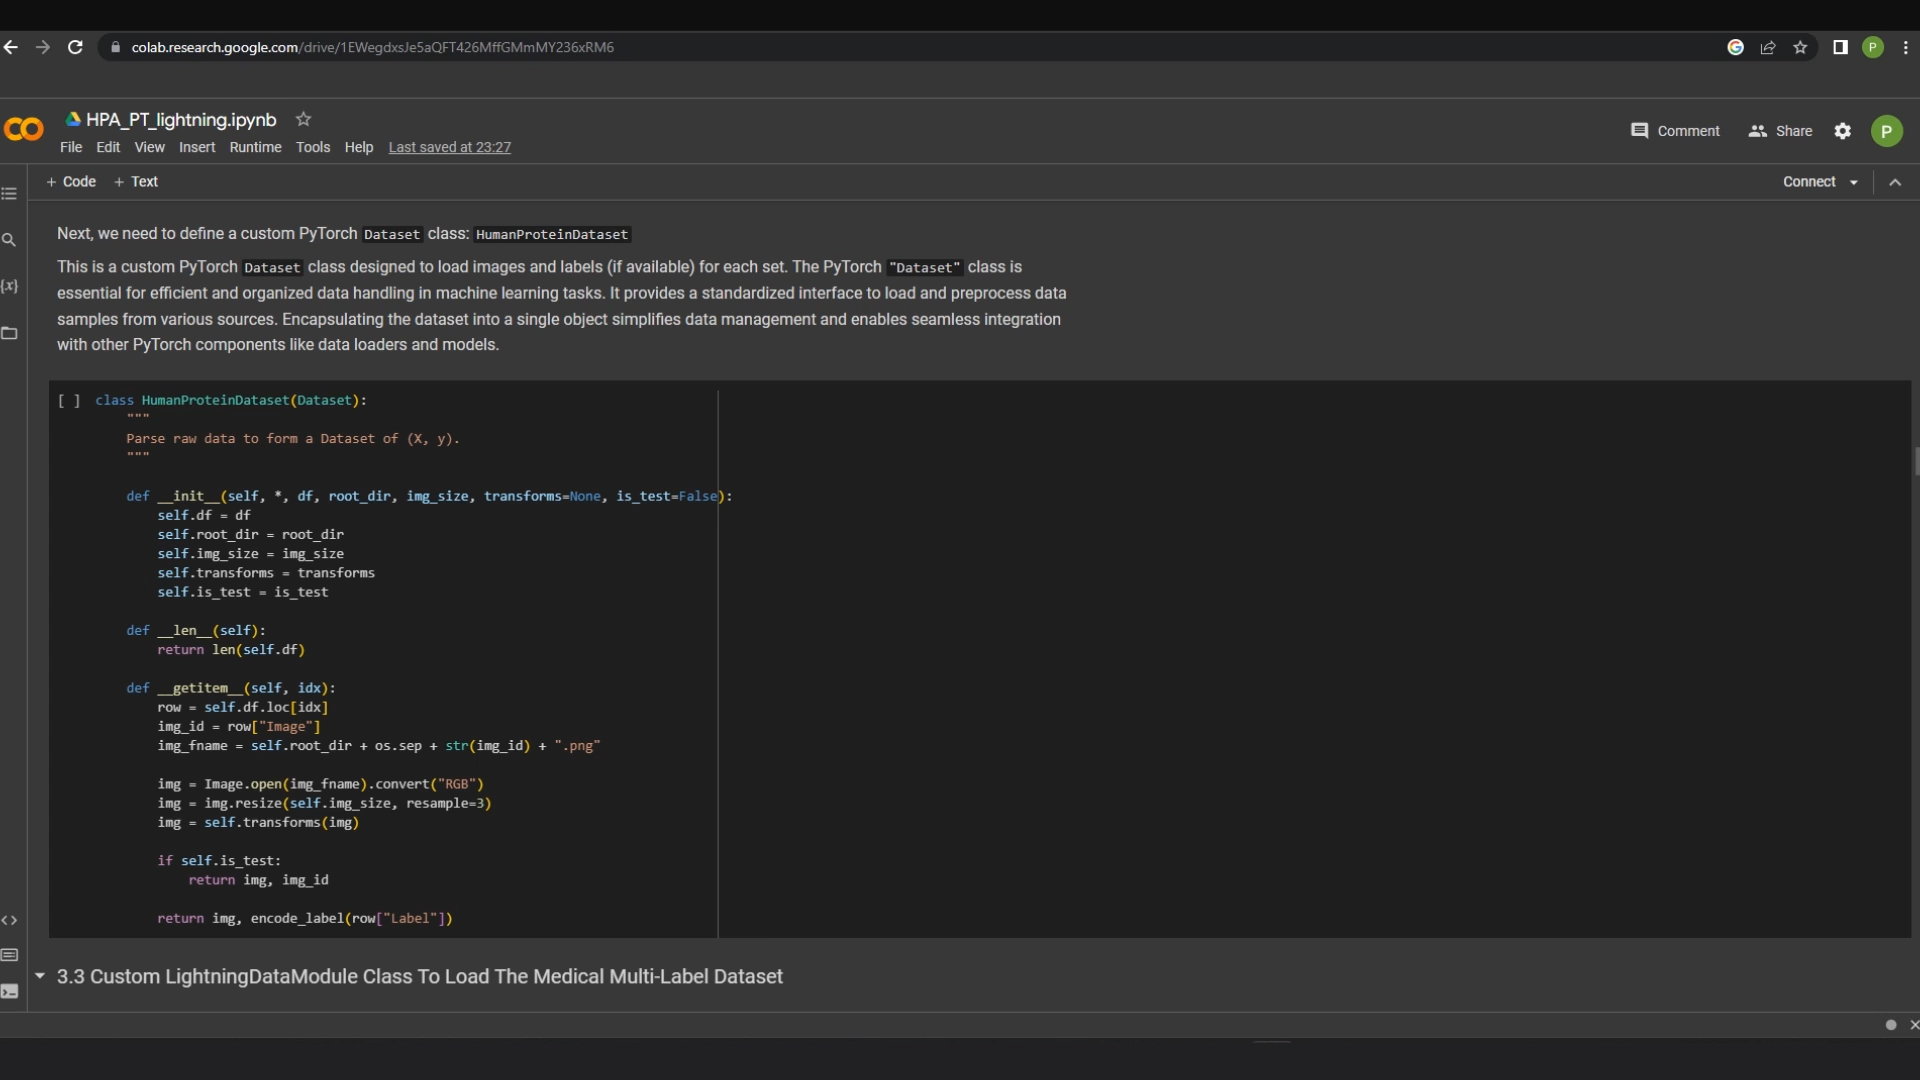 colab.research.google.com/drive/1EWegdxsJe5aQFT426MffGMmMY236xRM6
P
HPA_PT_lightning.ipynb
File Edit View Insert Runtime Tools Help Last saved at 23:27
Comment Share P
+ Code + Text
Connect
{x}
Next, we need to define a custom PyTorch Dataset class: HumanProteinDataset
This is a custom PyTorch Dataset class designed to load images and labels (if available) for each set. The PyTorch "Dataset" class is
essential for efficient and organized data handling in machine learning tasks. It provides a standardized interface to load and preprocess data
samples from various sources. Encapsulating the dataset into a single object simplifies data management and enables seamless integration
with other PyTorch components like data loaders and models.
[ ] class HumanProteinDataset(Dataset):
"""
Parse raw data to form a Dataset of (X, y).
"""
def __init__(self, *, df, root_dir, img_size, transforms=None, is_test=False):
self.df = df
self.root_dir = root_dir
self.img_size = img_size
self.transforms = transforms
self.is_test = is_test
def __len__(self):
return len(self.df)
def __getitem__(self, idx):
row = self.df.loc[idx]
img_id = row["Image"]
img_fname = self.root_dir + os.sep + str(img_id) + ".png"
img = Image.open(img_fname).convert("RGB")
img = img.resize(self.img_size, resample=3)
img = self.transforms(img)
if self.is_test:
return img, img_id
return img, encode_label(row["Label"])
3.3 Custom LightningDataModule Class To Load The Medical Multi-Label Dataset